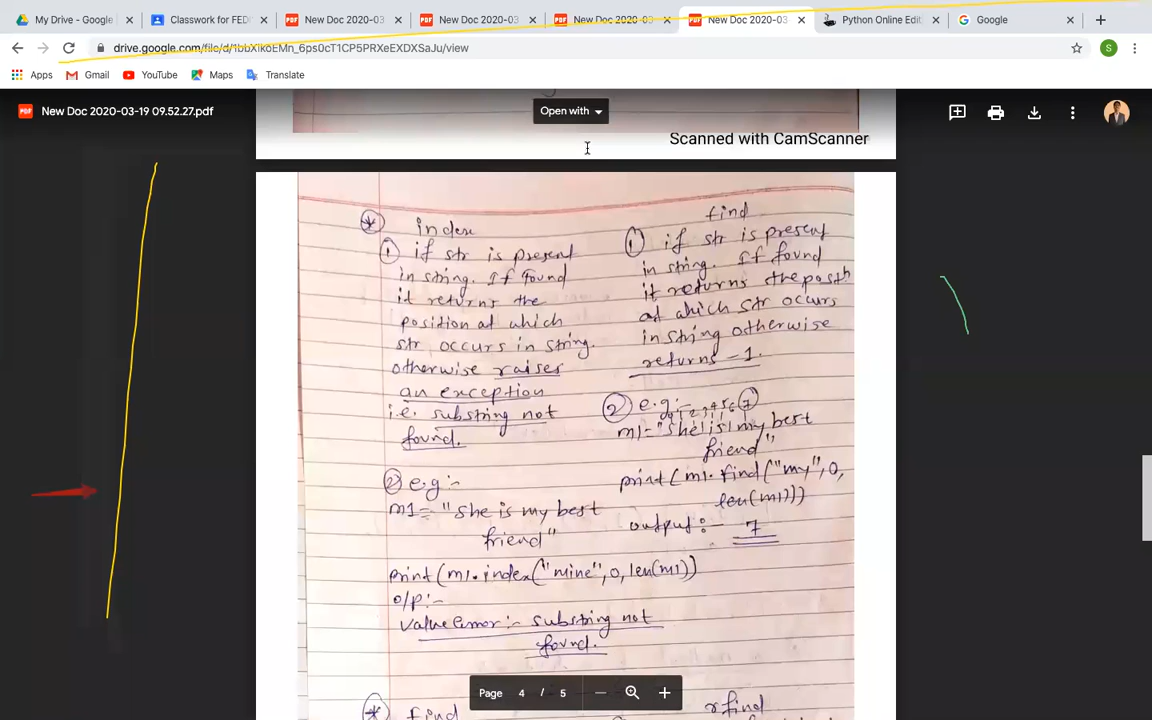 My Drive - Google
Classwork for FED
New Doc 2020-03
New Doc 2020-03
New Doc 2020-03
New Doc 2020-03
Python Online Edit
Google
drive.google.com/file/d/1bbXlkoEMn_6ps0cT1CP5PRXeEXDXSaJu/view
S
Apps
Gmail
YouTube
Maps
Translate
PDF New Doc 2020-03-19 09.52.27.pdf
Open with
Scanned with CamScanner
index
① if str is present
in string. If found
it returns the
position at which
str occurs in string.
otherwise raises
an exception
i.e. substring not
found.
② e.g:-
m1= "she is my best
friend"
print(m1.index("mine",0,len(m1))
o/p:-
value error:- substring not
found.
find
① if str is present
in string. If found
it returns the
at which str occurs
in string otherwise
returns -1.
② e.g:-
m1="she is my best
friend"
print(m1.find("my",0,
len(m1)))
output:- 7
find
rfind
Page 4 / 5